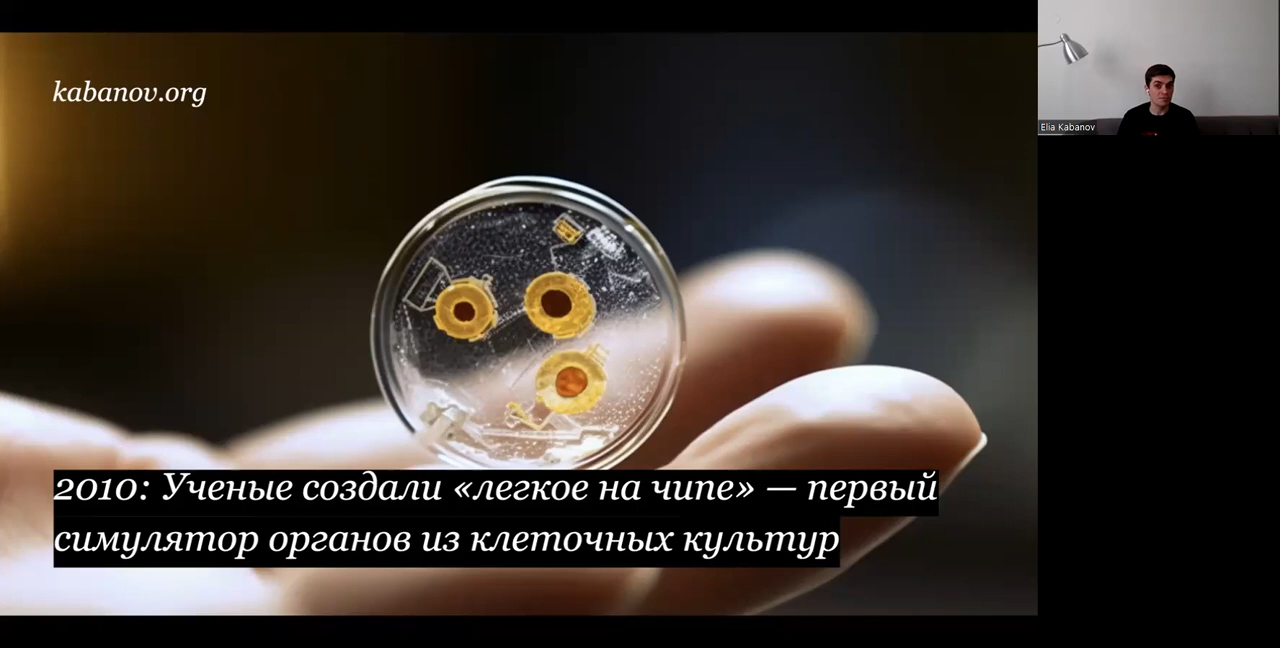 kabanov.org
Elia Kabanov
2010: Ученые создали «легкое на чипе» — первый
симулятор органов из клеточных культур